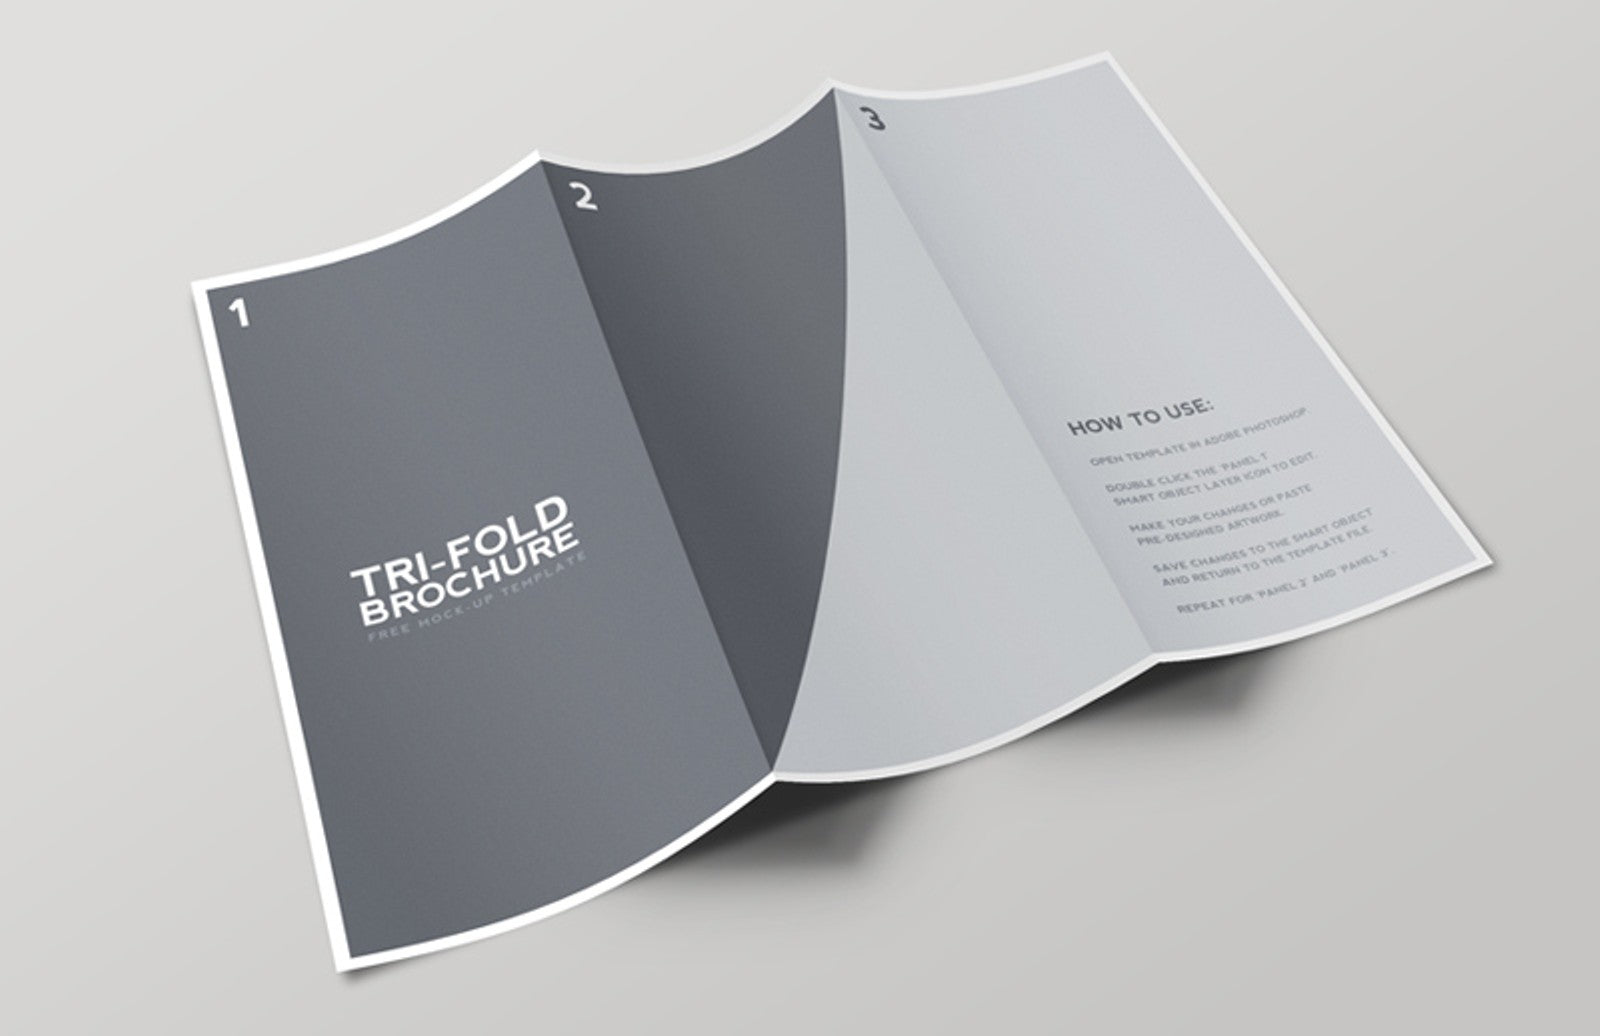 1
TRI-FOLD
BROCHURE
FREE MOCK-UP TEMPLATE
2
3
HOW TO USE:
OPEN TEMPLATE IN ADOBE PHOTOSHOP
DOUBLE CLICK THE 'PANEL 1'
SMART OBJECT LAYER ICON TO EDIT.
MAKE YOUR CHANGES OR PASTE
PRE-DESIGNED ARTWORK.
SAVE CHANGES TO THE SMART OBJECT
AND RETURN TO THE TEMPLATE FILE.
REPEAT FOR 'PANEL 2' AND 'PANEL 3'.